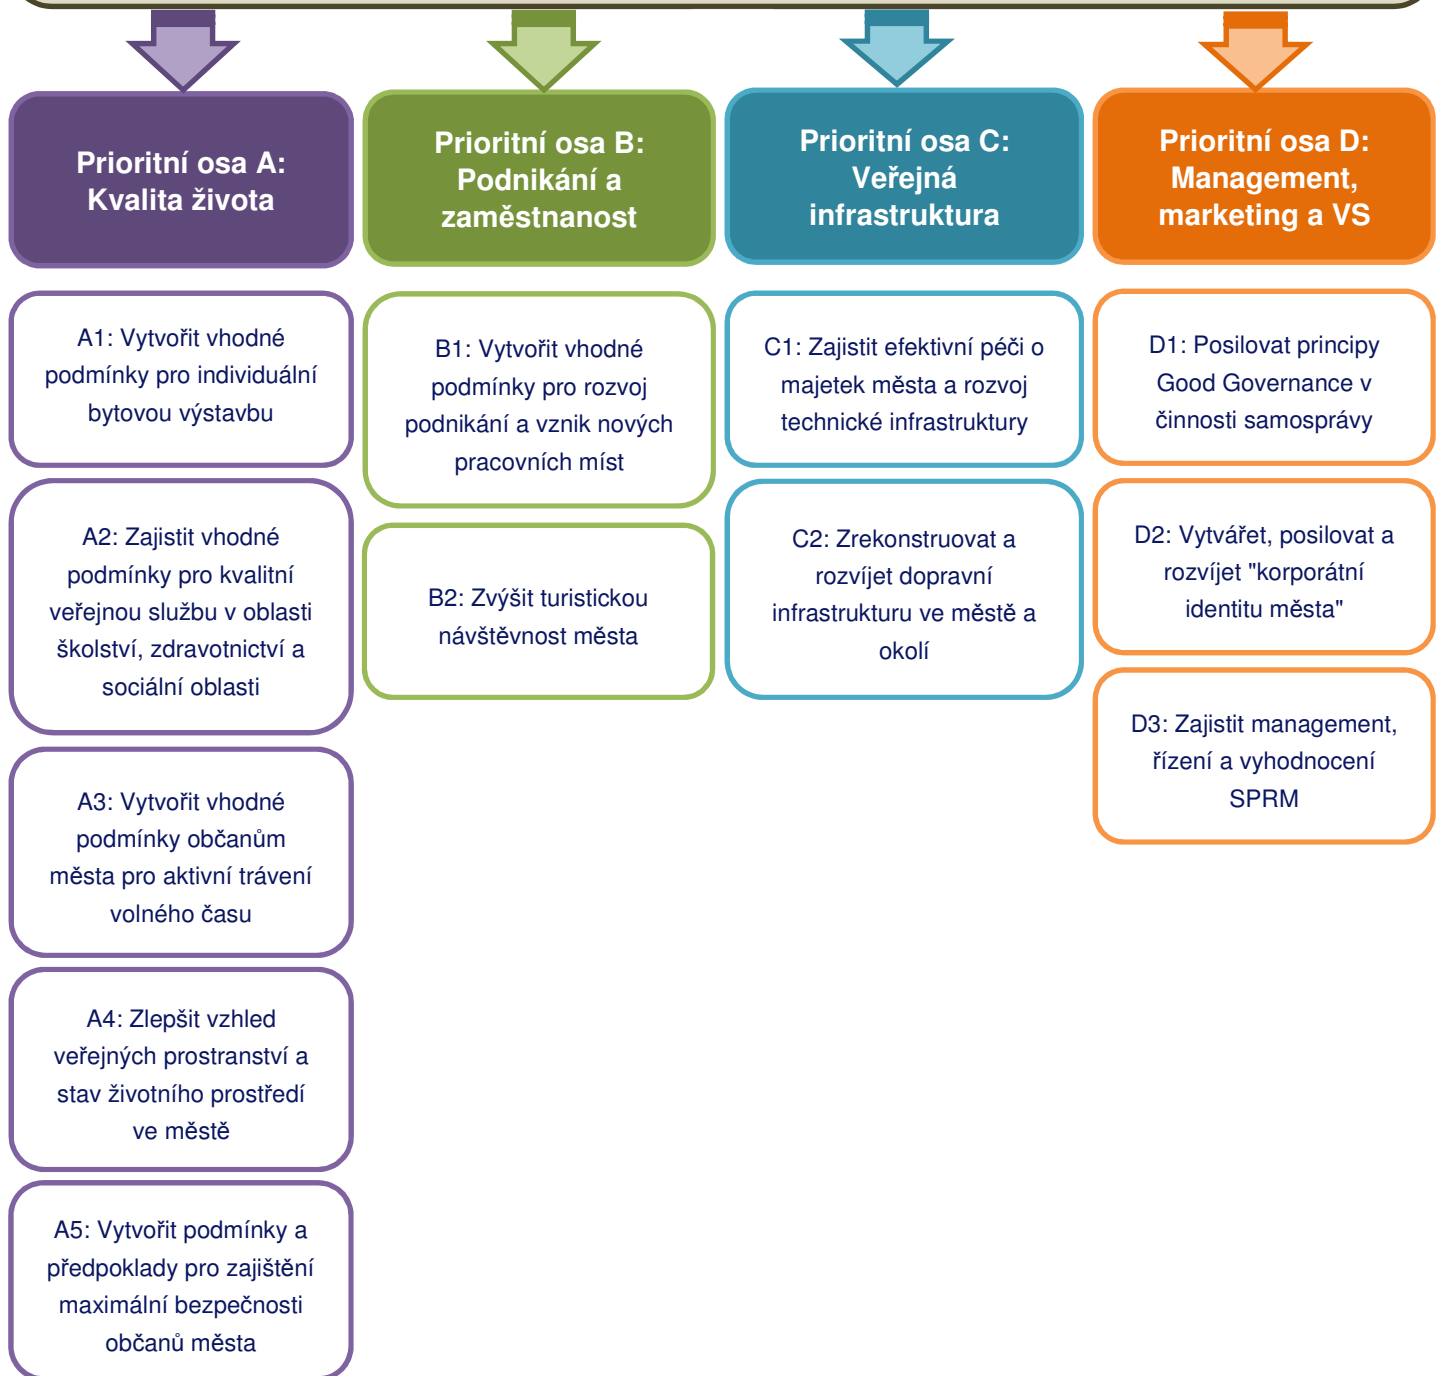 Prioritní osa A:
Kvalita života
Prioritní osa B:
Podnikání a
zaměstnanost
Prioritní osa C:
Veřejná
infrastruktura
Prioritní osa D:
Management,
marketing a VS
A1: Vytvořit vhodné
podmínky pro individuální
bytovou výstavbu
A2: Zajistit vhodné
podmínky pro kvalitní
veřejnou službu v oblasti
školství, zdravotnictví a
sociální oblasti
A3: Vytvořit vhodné
podmínky občanům
města pro aktivní trávení
volného času
A4: Zlepšit vzhled
veřejných prostranství a
stav životního prostředí
ve městě
A5: Vytvořit podmínky a
předpoklady pro zajištění
maximální bezpečnosti
občanů města
B1: Vytvořit vhodné
podmínky pro rozvoj
podnikání a vznik nových
pracovních míst
B2: Zvýšit turistickou
návštěvnost města
C1: Zajistit efektivní péči o
majetek města a rozvoj
technické infrastruktury
C2: Zrekonstruovat a
rozvíjet dopravní
infrastrukturu ve městě a
okolí
D1: Posilovat principy
Good Governance v
činnosti samosprávy
D2: Vytvářet, posilovat a
rozvíjet "korporátní
identitu města"
D3: Zajistit management,
řízení a vyhodnocení
SPRM